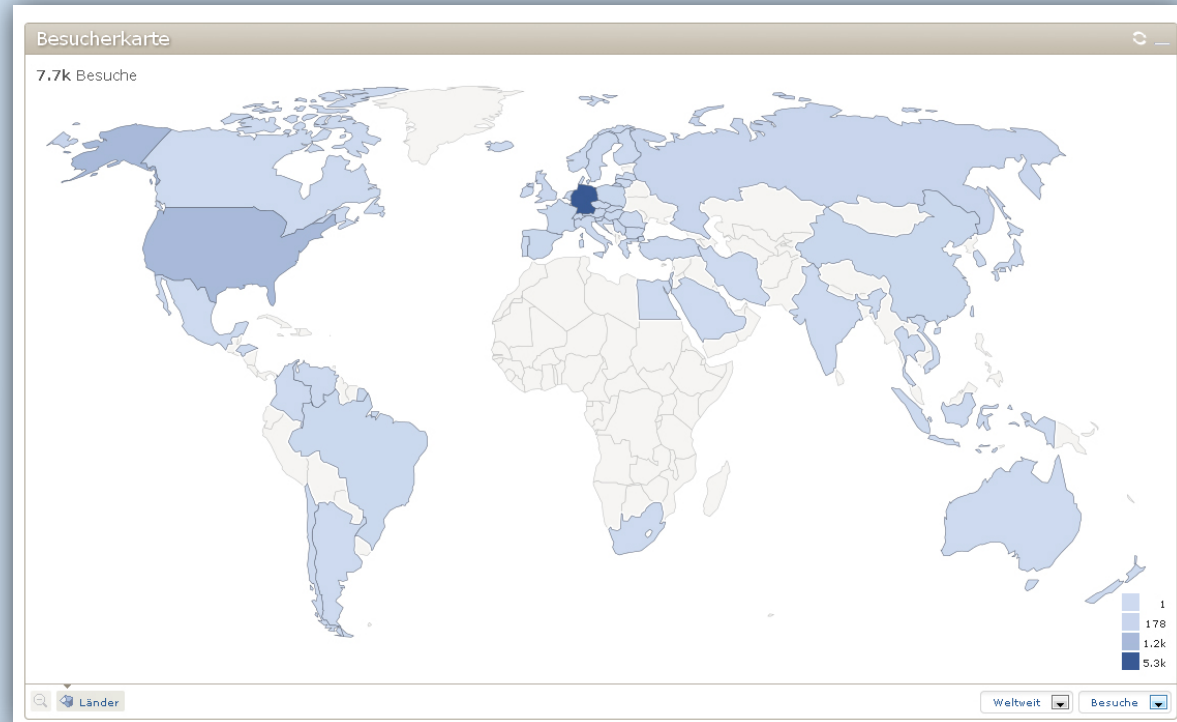 Besucherkarte
7.7k Besuche
1
178
1.2k
5.3k
Länder
Weltweit
Besuche